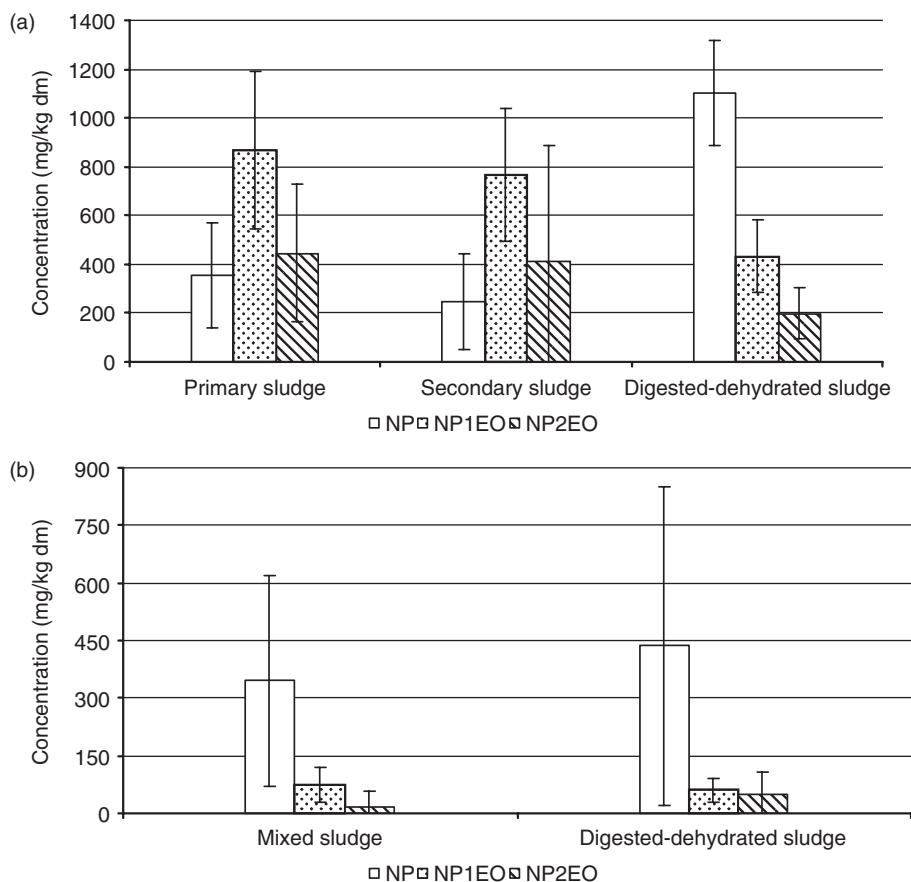 (a)
1400
1200
1000
800
600
400
200
0
Concentration (mg/kg dm)
Primary sludge Secondary sludge Digested-dehydrated sludge
NP NP1EO NP2EO
(b)
900
750
600
450
300
150
0
Concentration (mg/kg dm)
Mixed sludge Digested-dehydrated sludge
NP NP1EO NP2EO